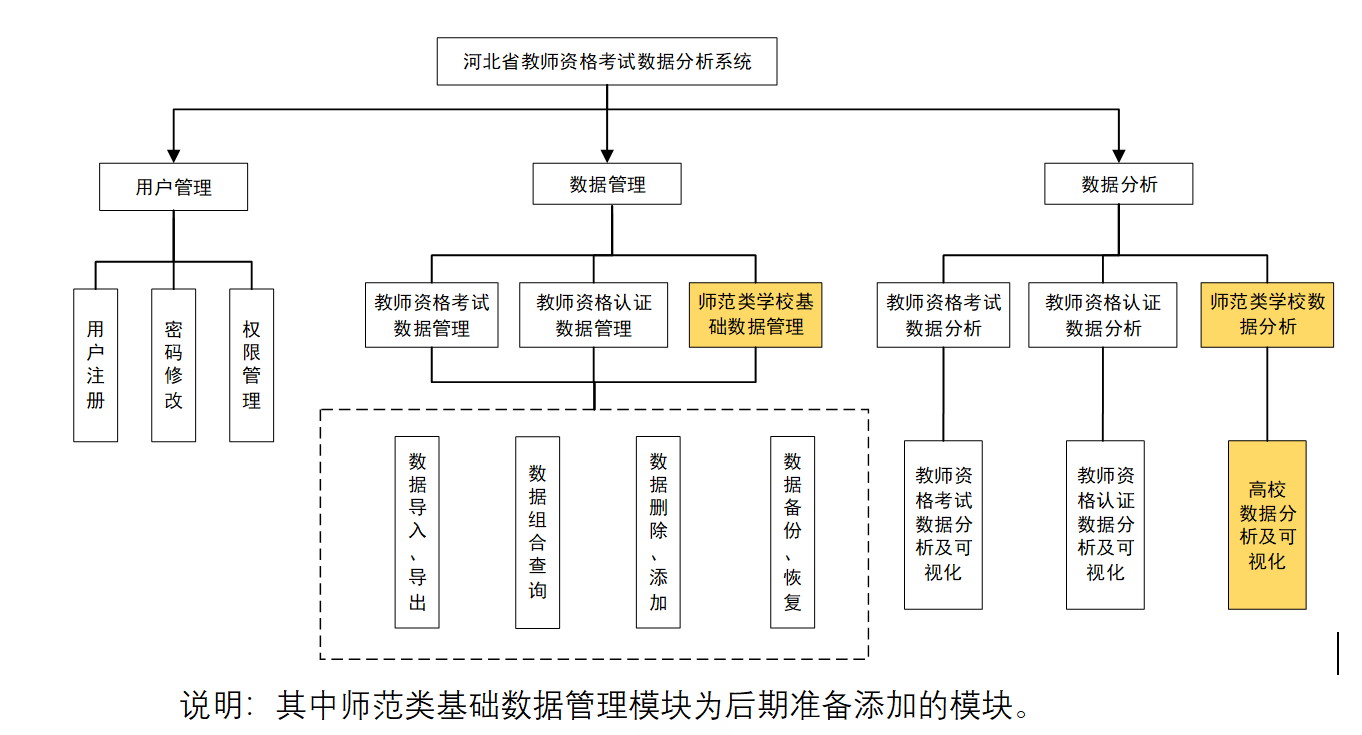 河北省教师资格考试数据分析系统
用户管理
数据管理
数据分析
用户注册
密码修改
权限管理
教师资格考试
数据管理
教师资格认证
数据管理
师范类学校基
础数据管理
教师资格考试
数据分析
教师资格认证
数据分析
师范类学校数
据分析
数据导入、导出
数据组合查询
数据删除、添加
数据备份、恢复
教师资
格考试
数据分
析及可
视化
教师资
格认证
数据分
析及可
视化
高校
数据分
析及可
视化
说明：其中师范类基础数据管理模块为后期准备添加的模块。